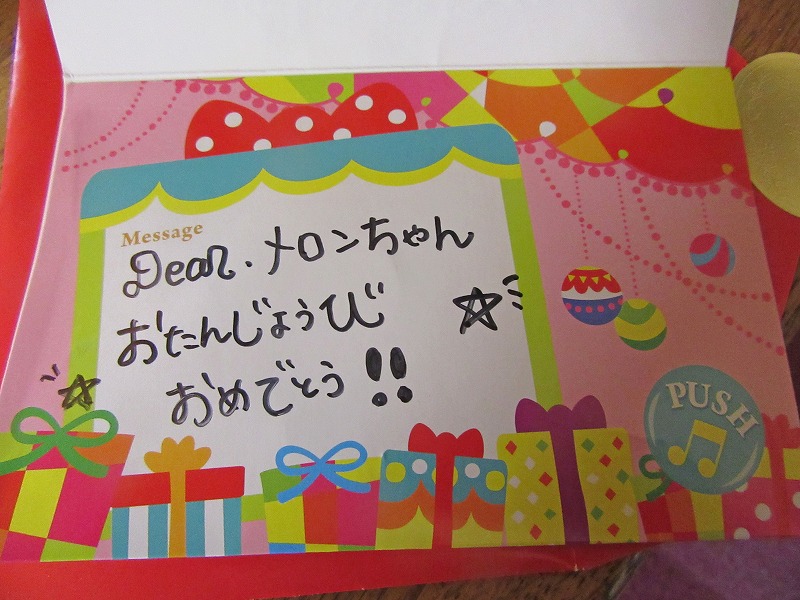 Message
Dear. メロンちゃん
おたんじょうび
おめでとう!!
PUSH